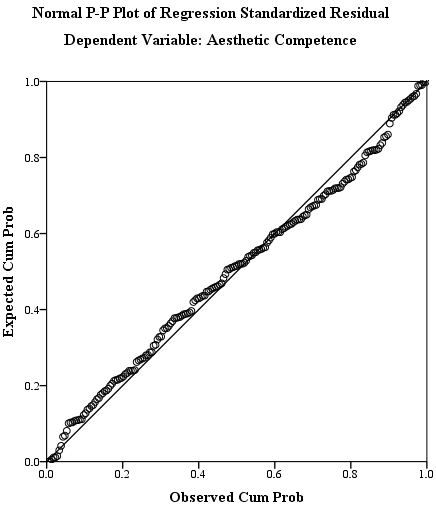 Normal P-P Plot of Regression Standardized Residual
Dependent Variable: Aesthetic Competence
Expected Cum Prob
1.0
0.8
0.6
0.4
0.2
0.0
0.0 0.2 0.4 0.6 0.8 1.0
Observed Cum Prob